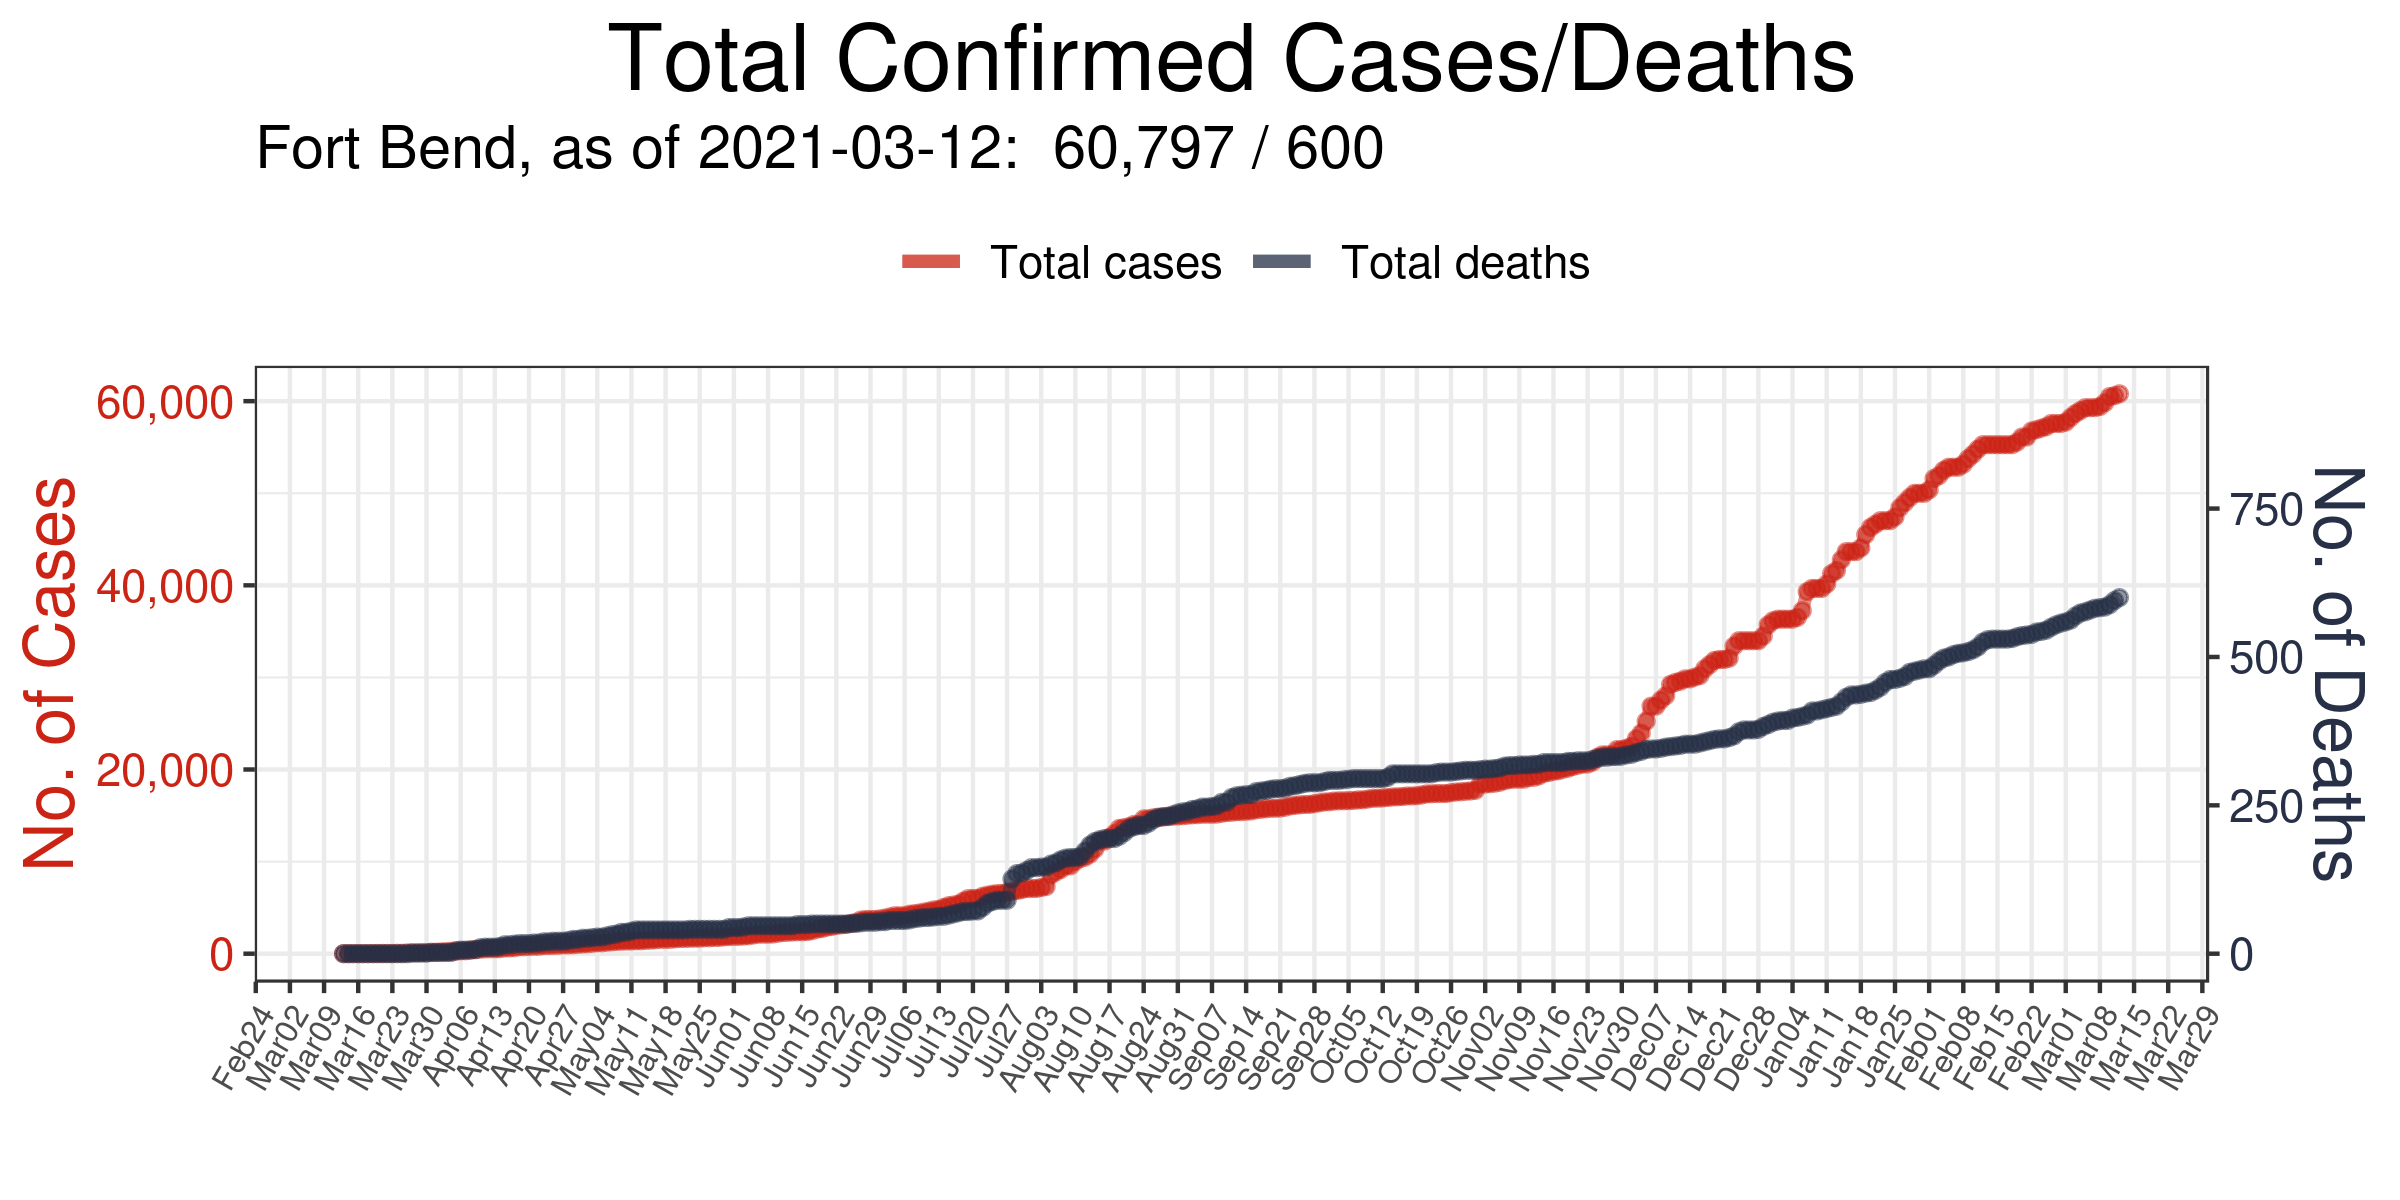 Total Confirmed Cases/Deaths
Fort Bend, as of 2021-03-12:  60,797 / 600
Total cases
Total deaths
No. of Cases
60,000
40,000
20,000
0
No. of Deaths
750
500
250
0
Feb24
Mar02
Mar09
Mar16
Mar23
Mar30
Apr06
Apr13
Apr20
Apr27
May04
May11
May18
May25
Jun01
Jun08
Jun15
Jun22
Jun29
Jul06
Jul13
Jul20
Jul27
Aug03
Aug10
Aug17
Aug24
Aug31
Sep07
Sep14
Sep21
Sep28
Oct05
Oct12
Oct19
Oct26
Nov02
Nov09
Nov16
Nov23
Nov30
Dec07
Dec14
Dec21
Dec28
Jan04
Jan11
Jan18
Jan25
Feb01
Feb08
Feb15
Feb22
Mar01
Mar08
Mar15
Mar22
Mar29